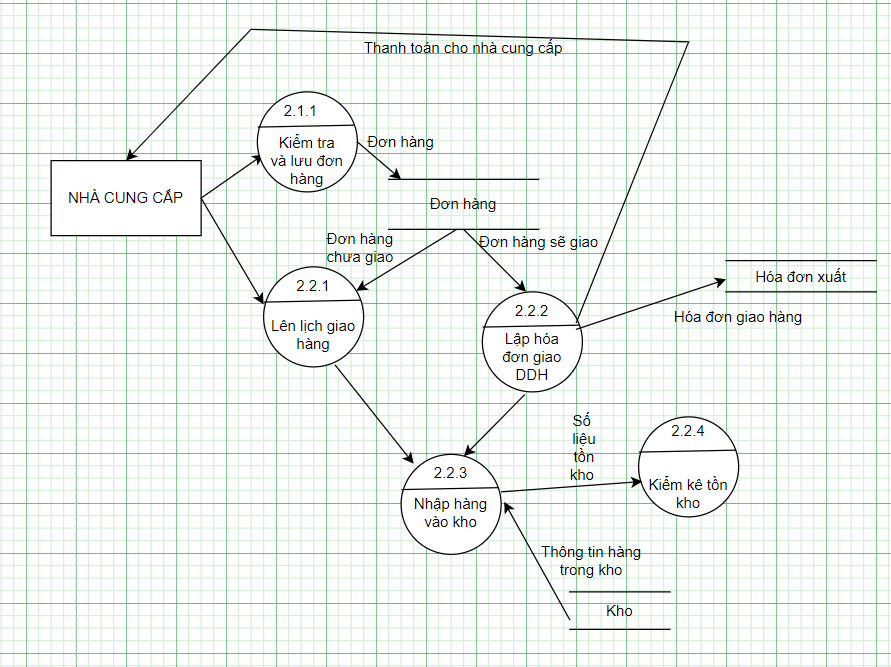 Thanh toán cho nhà cung cấp
2.1.1
Kiểm tra
và lưu đơn
hàng
Đơn hàng
NHÀ CUNG CẤP
Đơn hàng
Đơn hàng
chưa giao
Đơn hàng sẽ giao
2.2.1
Lên lịch giao
hàng
2.2.2
Lập hóa
đơn giao
DDH
Hóa đơn xuất
Hóa đơn giao hàng
Số
liệu
tồn
kho
2.2.4
Kiểm kê tồn
kho
2.2.3
Nhập hàng
vào kho
Thông tin hàng
trong kho
Kho